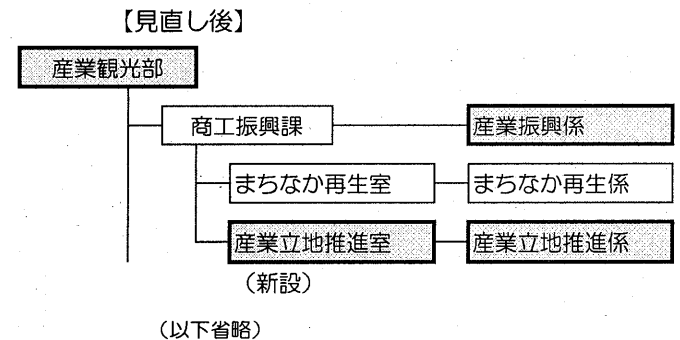 【見直し後】
産業観光部
商工振興課
産業振興係
まちなか再生室
まちなか再生係
産業立地推進室
産業立地推進係
（新設）
（以下省略）